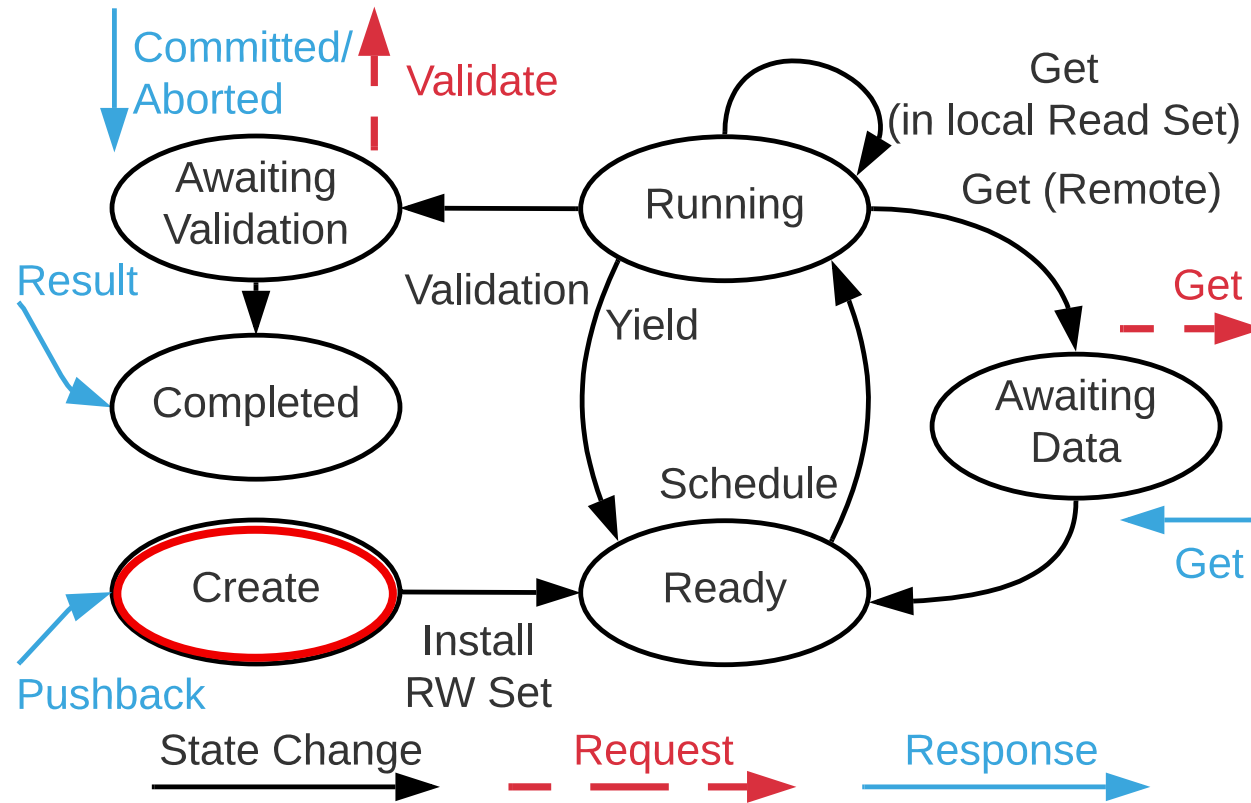 Committed/
Aborted
Validate
Get
(in local Read Set)
Awaiting
Validation
Running
Get (Remote)
Result
Validation
Yield
Get
Completed
Awaiting
Data
Schedule
Create
Ready
Get
Install
RW Set
Pushback
State Change
Request
Response